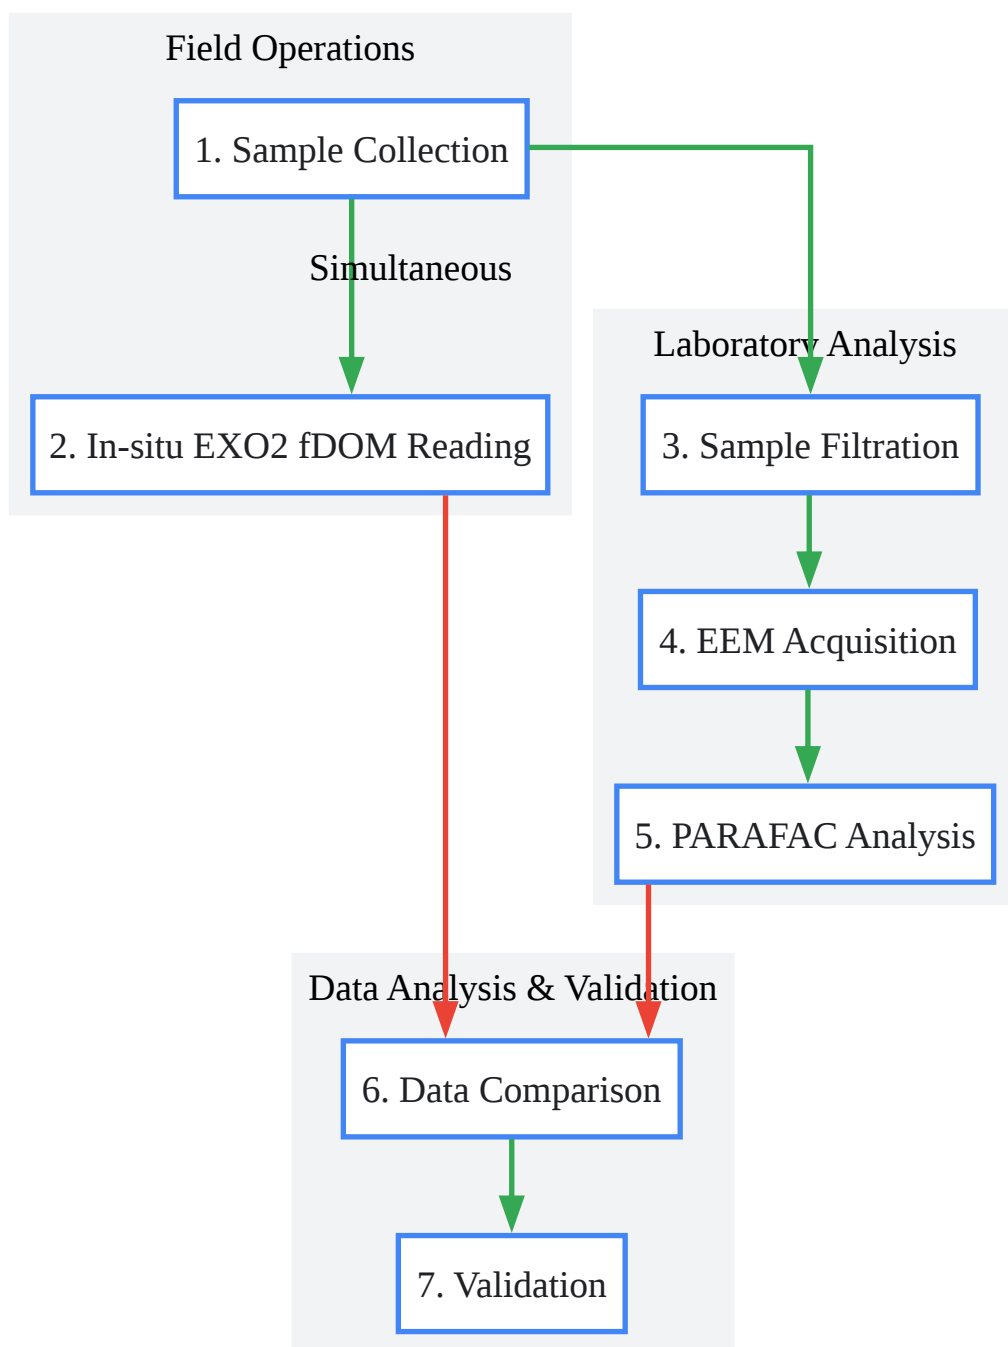 Field Operations
1. Sample Collection
Simultaneous
2. In-situ EXO2 fDOM Reading
Laboratory Analysis
3. Sample Filtration
4. EEM Acquisition
5. PARAFAC Analysis
Data Analysis & Validation
6. Data Comparison
7. Validation